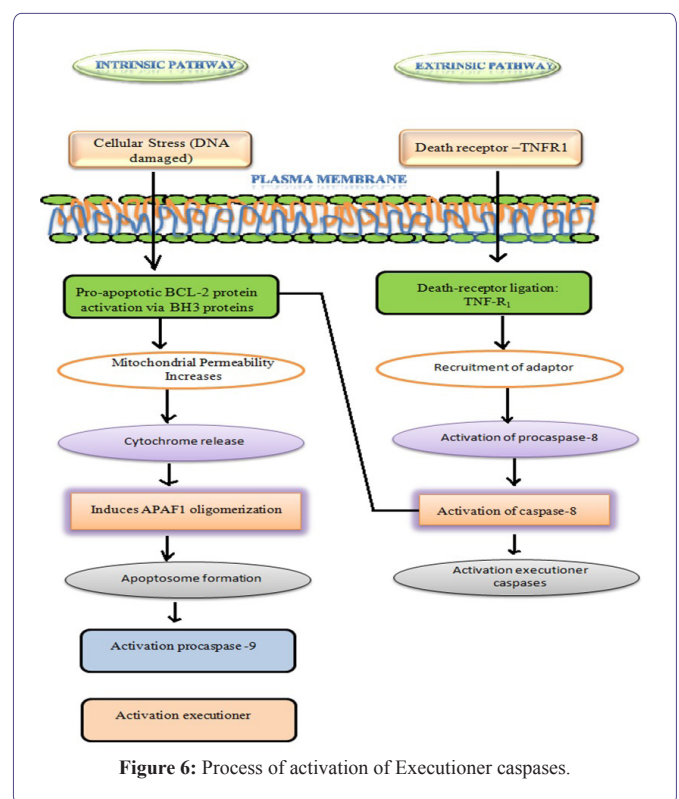 INTRINSIC PATHWAY
EXTRINSIC PATHWAY
Cellular Stress (DNA
damaged)
Death receptor –TNFR1
PLASMA MEMBRANE
Pro-apoptotic BCL-2 protein
activation via BH3 proteins
Death-receptor ligation:
TNF-R₁
Mitochondrial Permeability
Increases
Recruitment of adaptor
Cytochrome release
Activation of procaspase-8
Induces APAF1 oligomerization
Activation of caspase-8
Apoptosome formation
Activation executioner
caspases
Activation procaspase -9
Activation executioner
Figure 6: Process of activation of Executioner caspases.